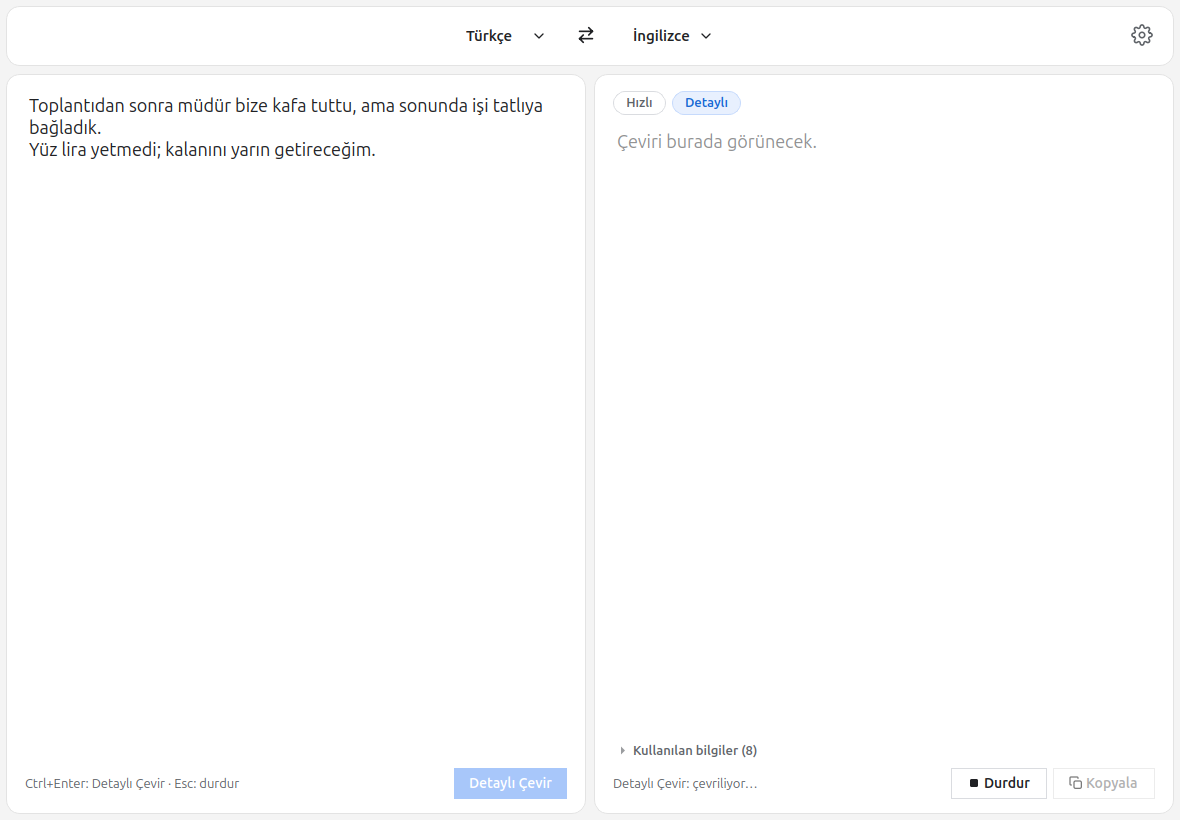 Türkçe
İngilizce
Toplantıdan sonra müdür bize kafa tuttu, ama sonunda işi tatlıya
bağladık.
Yüz lira yetmedi; kalanını yarın getireceğim.
Hızlı
Detaylı
Çeviri burada görünecek.
Kullanılan bilgiler (8)
Ctrl+Enter: Detaylı Çevir · Esc: durdur
Detaylı Çevir
Detaylı Çevir: çevriliyor…
Durdur
Kopyala